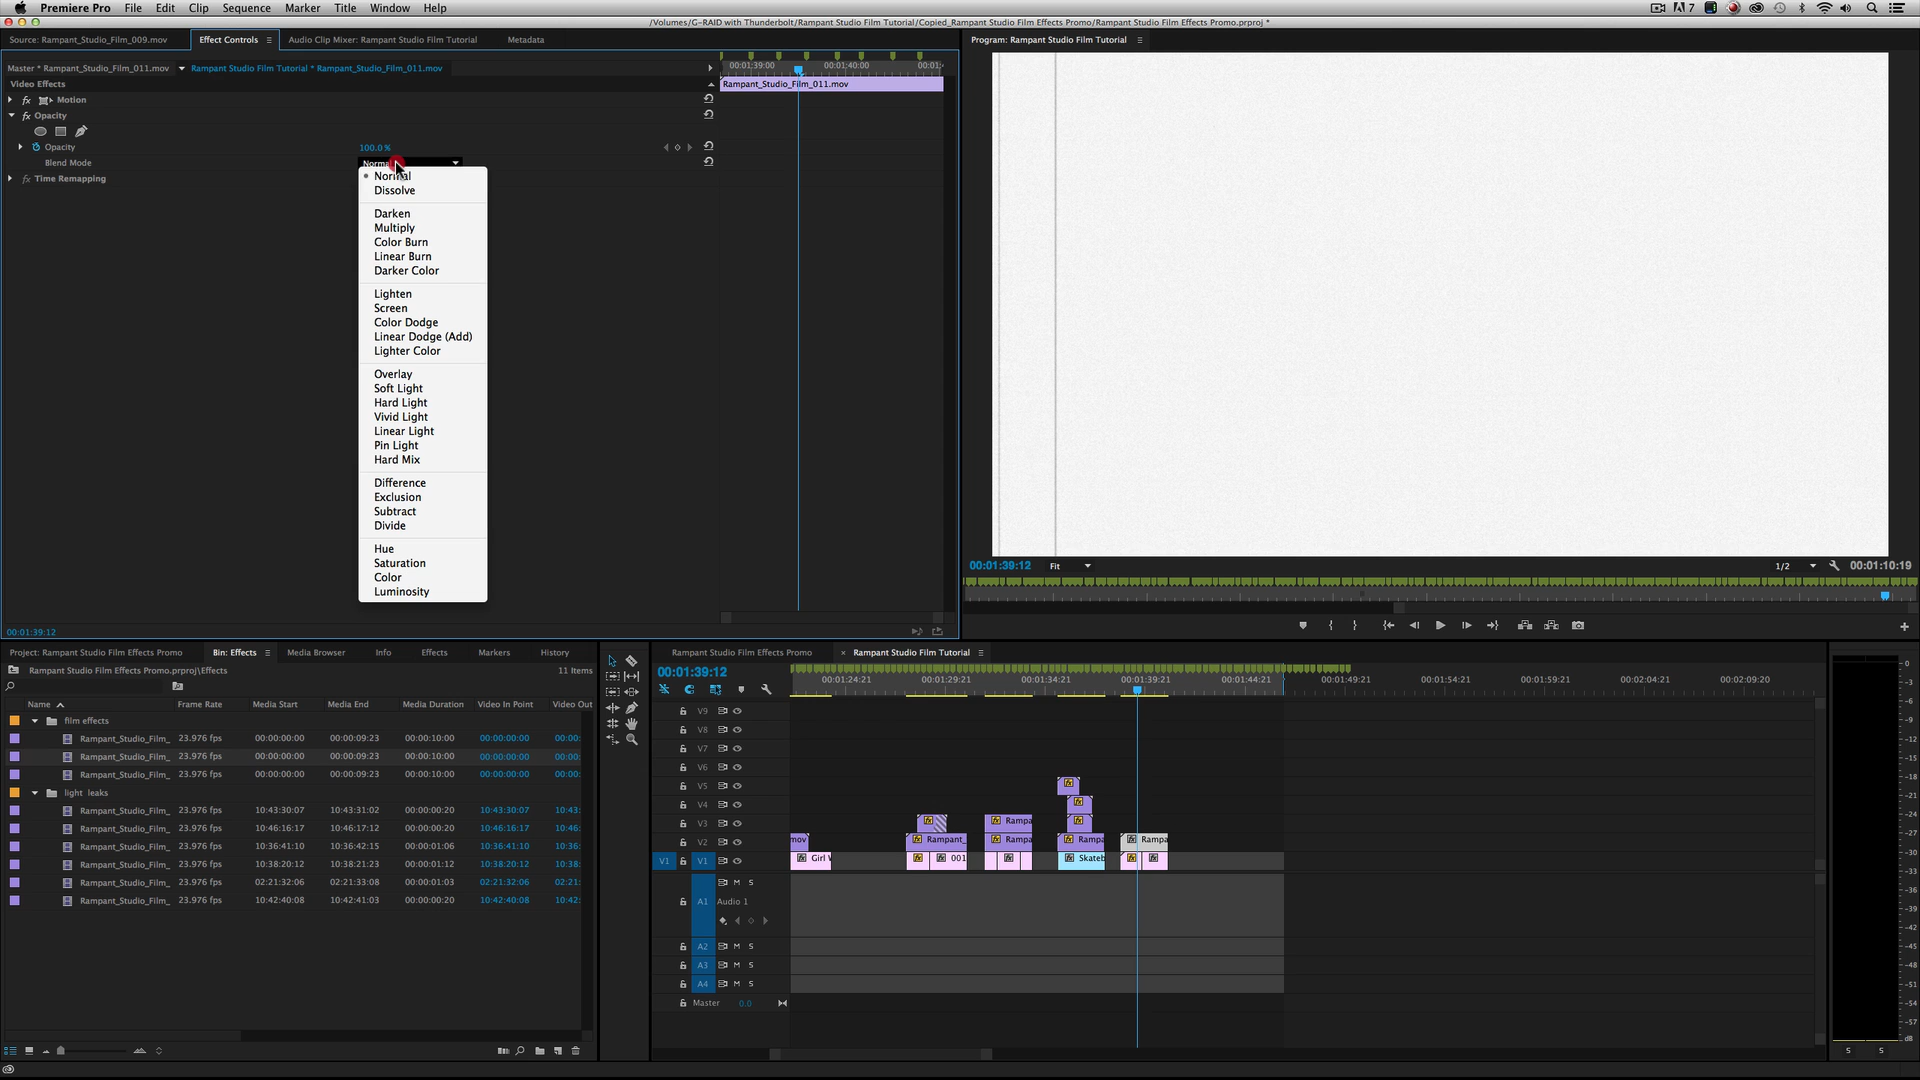 Premiere Pro File Edit Clip Sequence Marker Title Window Help
7
/Volumes/G-RAID with Thunderbolt/Rampant Studio Film Tutorial/Copied_Rampant Studio Film Effects Promo/Rampant Studio Film Effects Promo.prproj *
Source: Rampant_Studio_Film_009.mov Effect Controls Audio Clip Mixer: Rampant Studio Film Tutorial Metadata
Program: Rampant Studio Film Tutorial
Master * Rampant_Studio_Film_011.mov Rampant Studio Film Tutorial * Rampant_Studio_Film_011.mov
00:01:39:00 00:01:40:00 00:01:
Video Effects
Rampant_Studio_Film_011.mov
fx Motion
fx Opacity
Opacity 100.0 %
Blend Mode Normal
fx Time Remapping
Normal
Dissolve
Darken
Multiply
Color Burn
Linear Burn
Darker Color
Lighten
Screen
Color Dodge
Linear Dodge (Add)
Lighter Color
Overlay
Soft Light
Hard Light
Vivid Light
Linear Light
Pin Light
Hard Mix
Difference
Exclusion
Subtract
Divide
Hue
Saturation
Color
Luminosity
00:01:39:12
00:01:39:12 Fit 1/2 00:01:10:19
Project: Rampant Studio Film Effects Promo Bin: Effects Media Browser Info Effects Markers History
Rampant Studio Film Effects Promo.prproj\Effects 11 Items
Name Frame Rate Media Start Media End Media Duration Video In Point Video Out
film effects
Rampant_Studio_Film_ 23.976 fps 00:00:00:00 00:00:09:23 00:00:10:00 00:00:00:00 00:00:
Rampant_Studio_Film_ 23.976 fps 00:00:00:00 00:00:09:23 00:00:10:00 00:00:00:00 00:00:
Rampant_Studio_Film_ 23.976 fps 00:00:00:00 00:00:09:23 00:00:10:00 00:00:00:00 00:00:
light leaks
Rampant_Studio_Film_ 23.976 fps 10:43:30:07 10:43:31:02 00:00:00:20 10:43:30:07 10:43:
Rampant_Studio_Film_ 23.976 fps 10:46:16:17 10:46:17:12 00:00:00:20 10:46:16:17 10:46:
Rampant_Studio_Film_ 23.976 fps 10:36:41:10 10:36:42:15 00:00:01:06 10:36:41:10 10:36:
Rampant_Studio_Film_ 23.976 fps 10:38:20:12 10:38:21:23 00:00:01:12 10:38:20:12 10:38:
Rampant_Studio_Film_ 23.976 fps 02:21:32:06 02:21:33:08 00:00:01:03 02:21:32:06 02:21:
Rampant_Studio_Film_ 23.976 fps 10:42:40:08 10:42:41:03 00:00:00:20 10:42:40:08 10:42:
Rampant Studio Film Effects Promo × Rampant Studio Film Tutorial
00:01:39:12
00:01:24:21 00:01:29:21 00:01:34:21 00:01:39:21 00:01:44:21 00:01:49:21 00:01:54:21 00:01:59:21 00:02:04:21 00:02:09:20
V9
V8
V7
V6
V5
V4
V3 Rampa
V2 mov Rampant_ Rampa Rampa Rampa
V1 V1 Girl V 001 Skateb
M S
A1 Audio 1
A2 M S
A3 M S
A4 M S
Master 0.0
0
-3
-6
-9
-12
-15
-18
-21
-24
-27
-30
-33
-36
-39
-42
-45
-48
-51
-54
-57
dB
S S